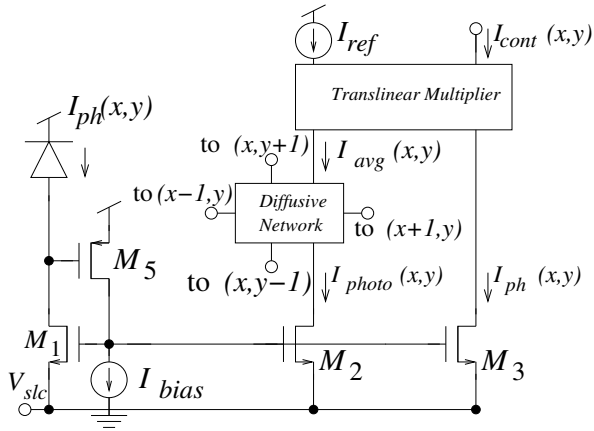 I_ref
I_cont (x,y)
Translinear Multiplier
I_ph(x,y)
to (x,y+1)
I_avg (x,y)
to (x−1,y)
Diffusive
Network
to (x+1,y)
to (x,y−1)
I_photo (x,y)
I_ph (x,y)
M_5
M_1
M_2
M_3
V_slc
I_bias